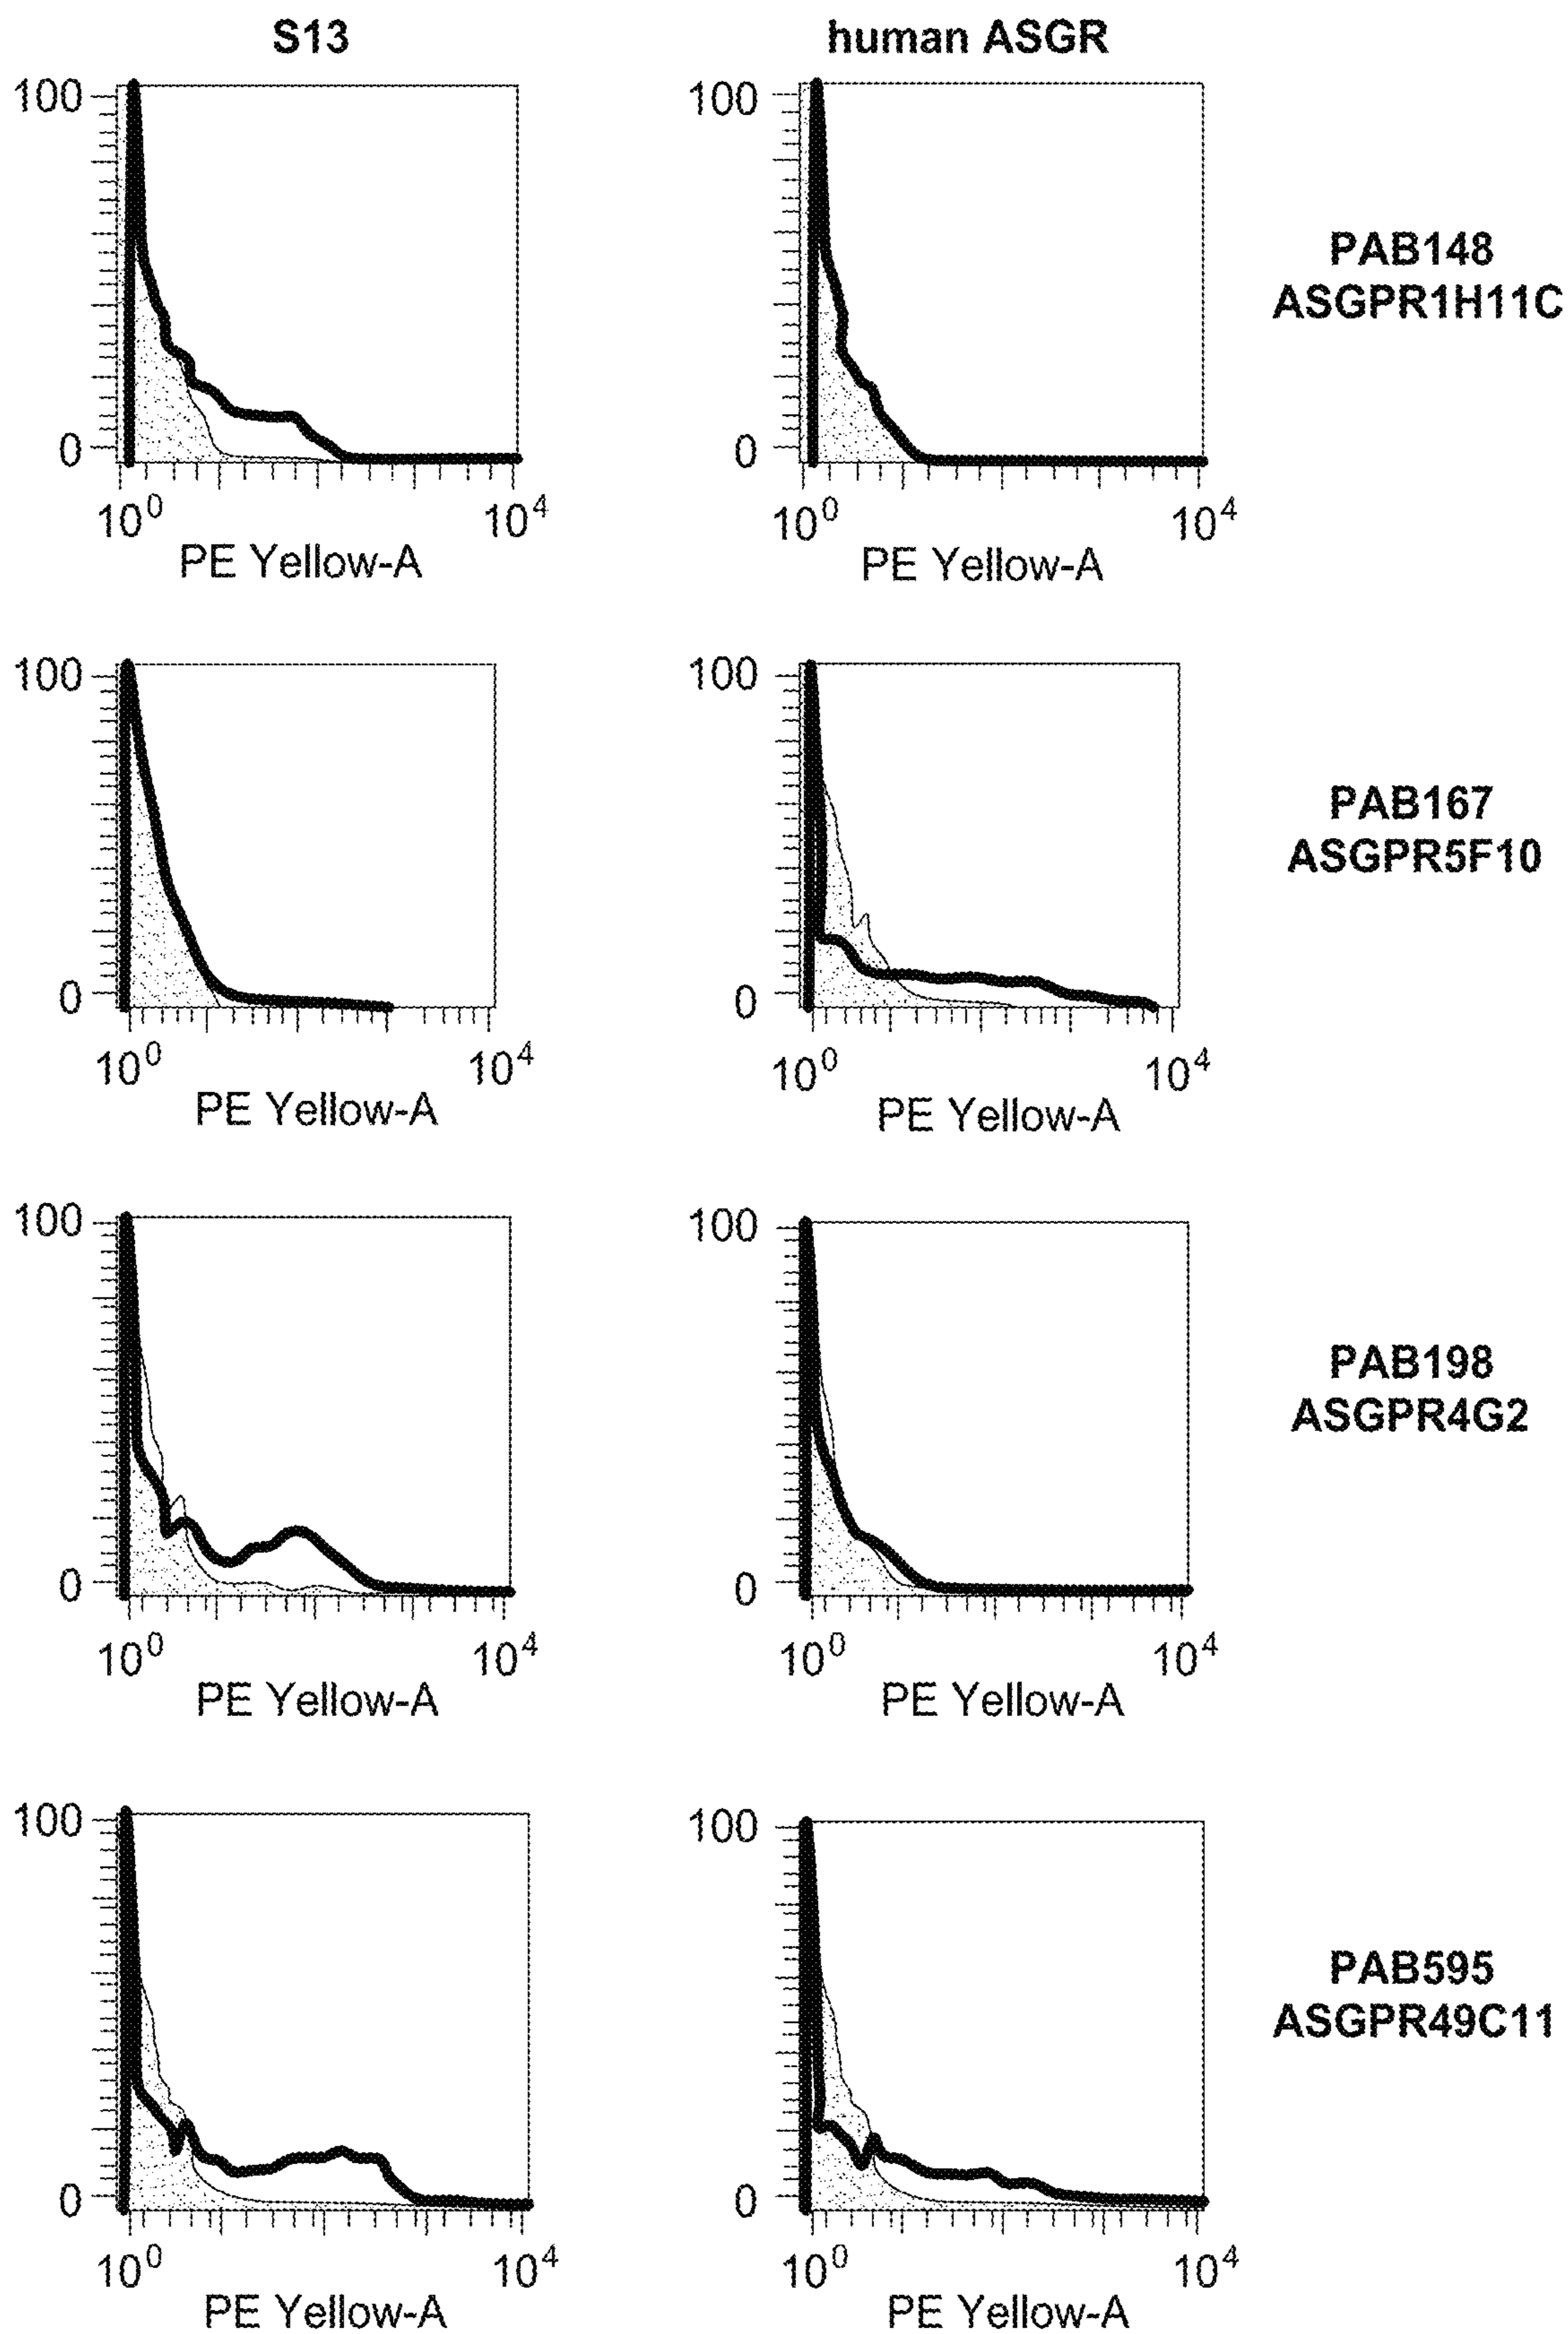 S13
human ASGR
100
0
10^0
10^4
PE Yellow-A
100
0
10^0
10^4
PE Yellow-A
PAB148
ASGPR1H11C
100
0
10^0
10^4
PE Yellow-A
100
0
10^0
10^4
PE Yellow-A
PAB167
ASGPR5F10
100
0
10^0
10^4
PE Yellow-A
100
0
10^0
10^4
PE Yellow-A
PAB198
ASGPR4G2
100
0
10^0
10^4
PE Yellow-A
100
0
10^0
10^4
PE Yellow-A
PAB595
ASGPR49C11